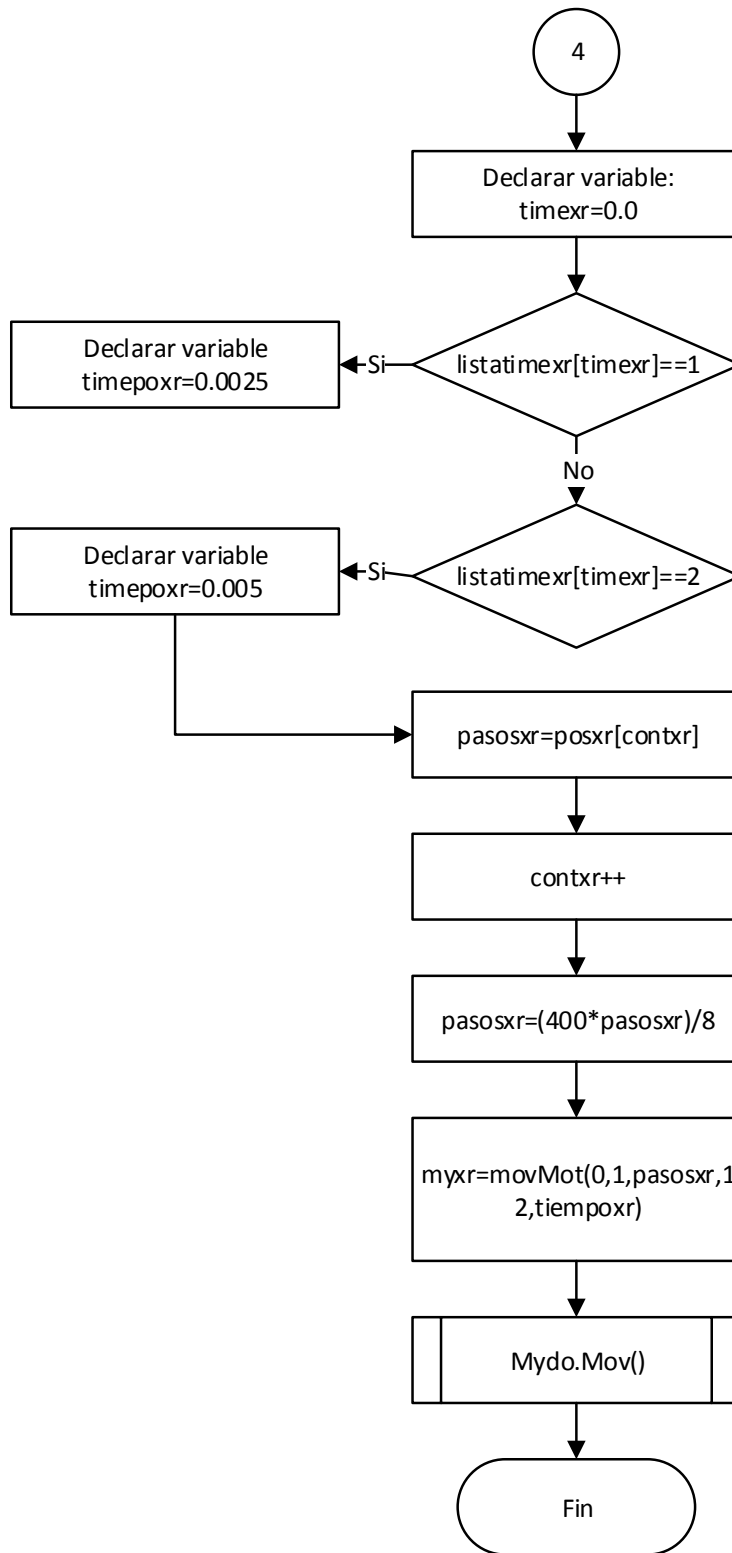 4
Declarar variable:
timexr=0.0
listatimexr[timexr]==1
Si
Declarar variable
timepoxr=0.0025
No
listatimexr[timexr]==2
Si
Declarar variable
timepoxr=0.005
pasosxr=posxr[contxr]
contxr++
pasosxr=(400*pasosxr)/8
myxr=movMot(0,1,pasosxr,1
2,tiempoxr)
Mydo.Mov()
Fin